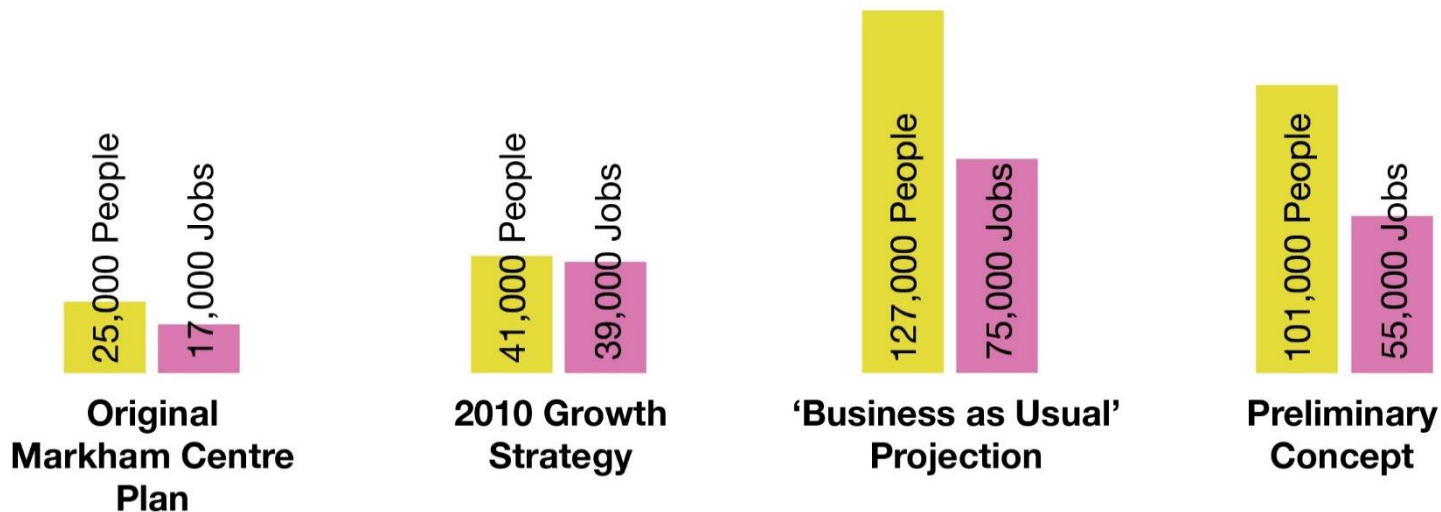 25,000 People
17,000 Jobs
Original
Markham Centre
Plan
41,000 People
39,000 Jobs
2010 Growth
Strategy
127,000 People
75,000 Jobs
‘Business as Usual’
Projection
101,000 People
55,000 Jobs
Preliminary
Concept